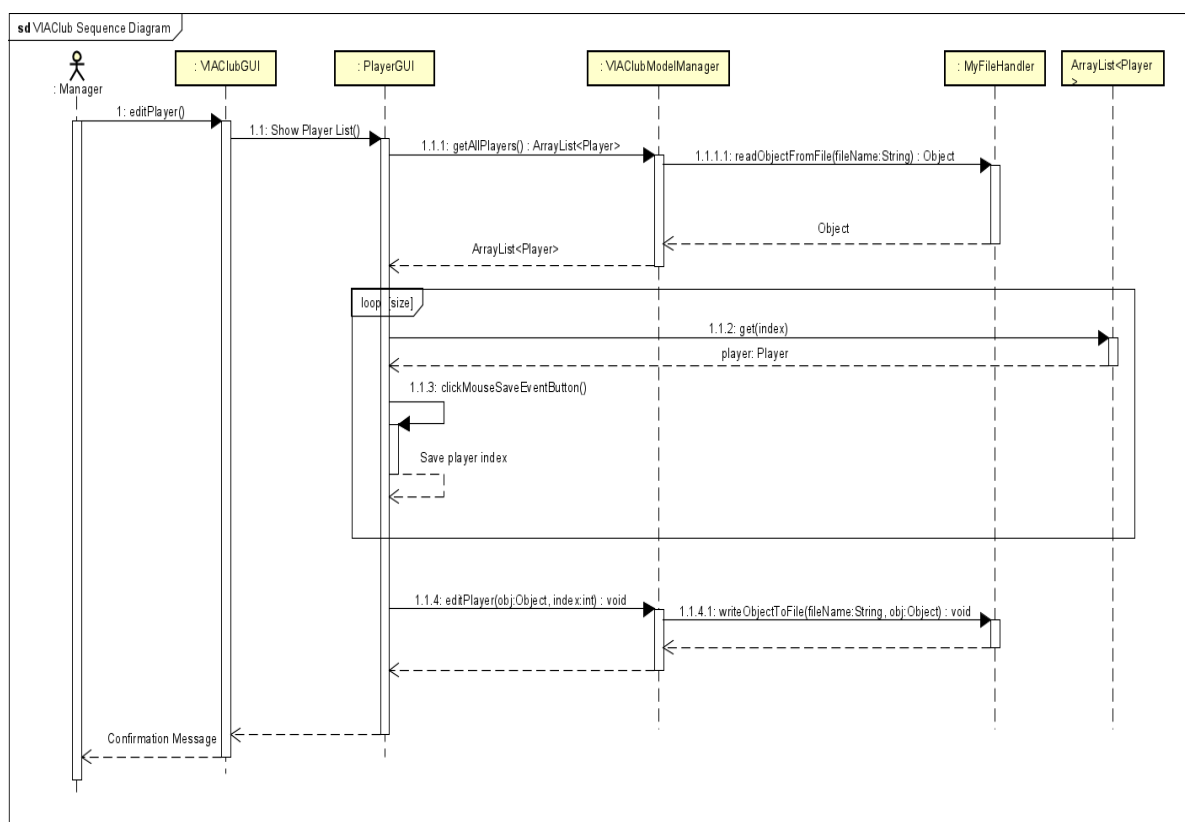 sd VIAClub Sequence Diagram
: Manager
: VIAClubGUI
: PlayerGUI
: VIAClubModelManager
: MyFileHandler
ArrayList<Player
>
1: editPlayer()
1.1: Show Player List()
1.1.1: getAllPlayers() : ArrayList<Player>
1.1.1.1: readObjectFromFile(fileName:String) : Object
Object
ArrayList<Player>
loop [size]
1.1.2: get(index)
player: Player
1.1.3: clickMouseSaveEventButton()
Save player index
1.1.4: editPlayer(obj:Object, index:int) : void
1.1.4.1: writeObjectToFile(fileName:String, obj:Object) : void
Confirmation Message